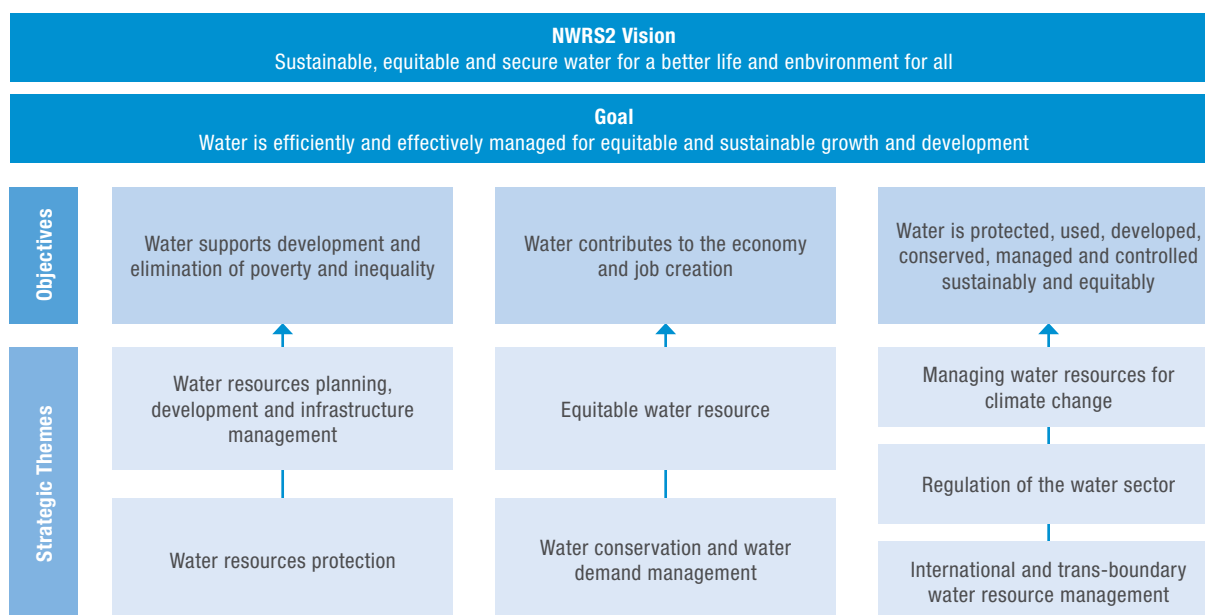 NWRS2 Vision
Sustainable, equitable and secure water for a better life and enbvironment for all
Goal
Water is efficiently and effectively managed for equitable and sustainable growth and development
Objectives
Water supports development and
elimination of poverty and inequality
Water contributes to the economy
and job creation
Water is protected, used, developed,
conserved, managed and controlled
sustainably and equitably
Strategic Themes
Water resources planning,
development and infrastructure
management
Water resources protection
Equitable water resource
Water conservation and water
demand management
Managing water resources for
climate change
Regulation of the water sector
International and trans-boundary
water resource management